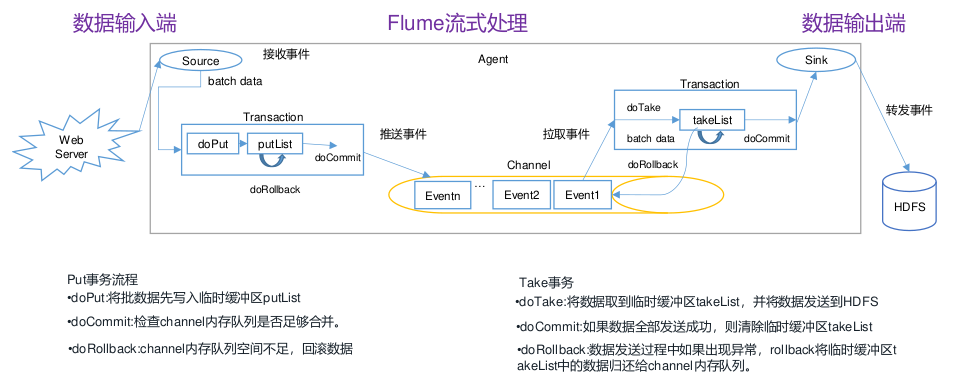 数据输入端
Flume流式处理
数据输出端
Source
接收事件
Agent
Sink
batch data
Transaction
转发事件
Web
Server
Transaction
doPut
putList
doCommit
doRollback
推送事件
拉取事件
doTake
takeList
batch data
doCommit
doRollback
Channel
Eventn
...
Event2
Event1
HDFS
Put事务流程
•doPut:将批数据先写入临时缓冲区putList
•doCommit:检查channel内存队列是否足够合并。
•doRollback:channel内存队列空间不足，回滚数据
Take事务
•doTake:将数据取到临时缓冲区takeList，并将数据发送到HDFS
•doCommit:如果数据全部发送成功，则清除临时缓冲区takeList
•doRollback:数据发送过程中如果出现异常，rollback将临时缓冲区t
akeList中的数据归还给channel内存队列。